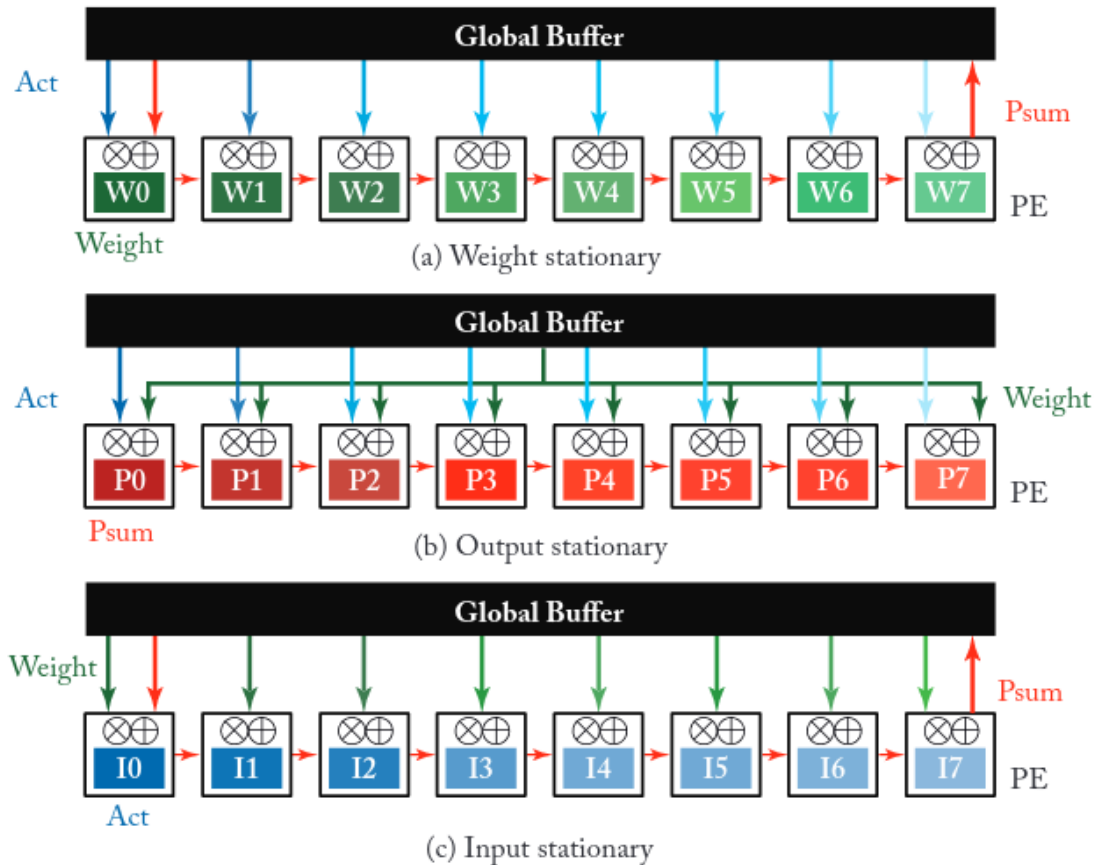 Global Buffer
Act
Psum
W0 W1 W2 W3 W4 W5 W6 W7
PE
Weight
(a) Weight stationary
Global Buffer
Act
Weight
P0 P1 P2 P3 P4 P5 P6 P7
PE
Psum
(b) Output stationary
Global Buffer
Weight
Psum
I0 I1 I2 I3 I4 I5 I6 I7
PE
Act
(c) Input stationary